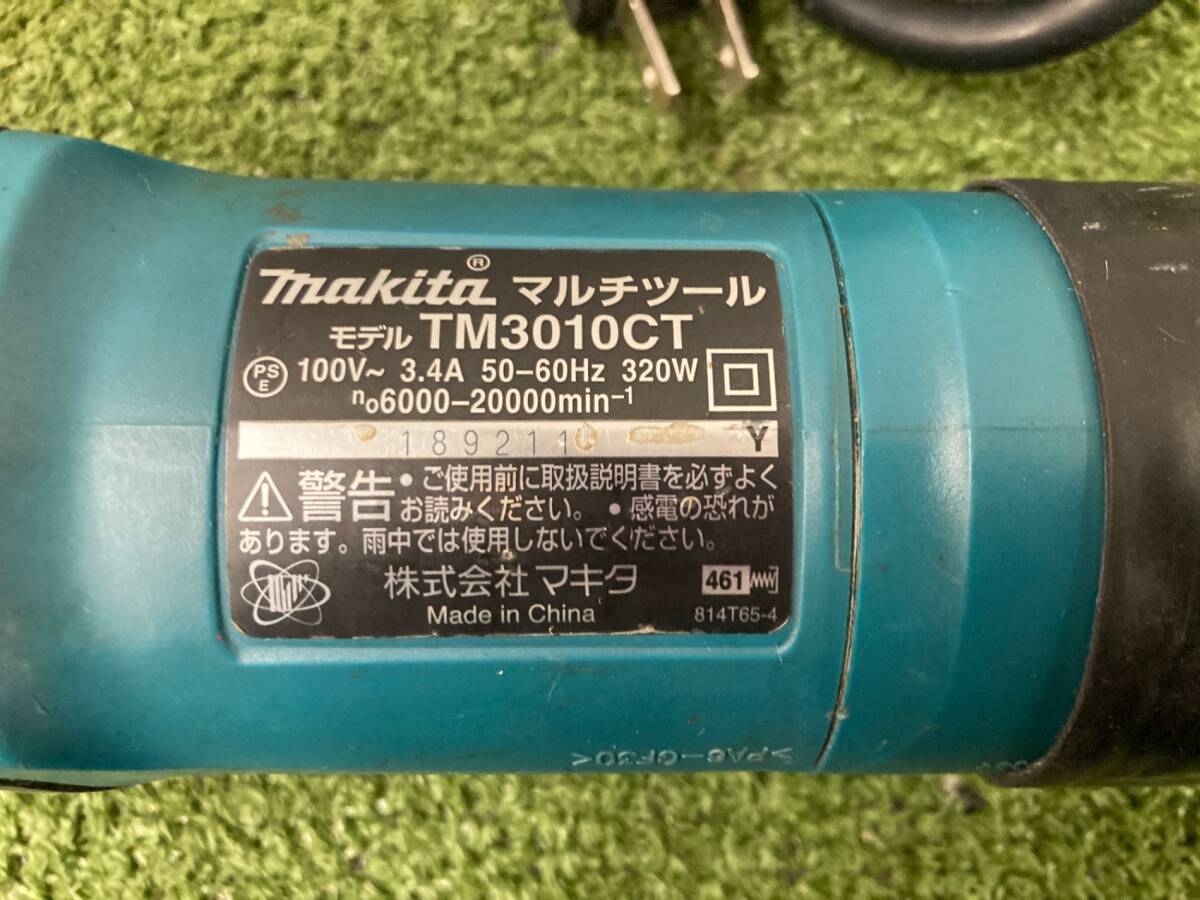 makita® マルチツール
モデル TM3010CT
PS E 100V~ 3.4A 50–60Hz 320W
n₀6000–20000min⁻¹
189211 Y
警告 • ご使用前に取扱説明書を必ずよく
お読みください。 • 感電の恐れが
あります。雨中では使用しないでください。
株式会社 マキタ 461
Made in China 814T65-4
>PA6-GF30<